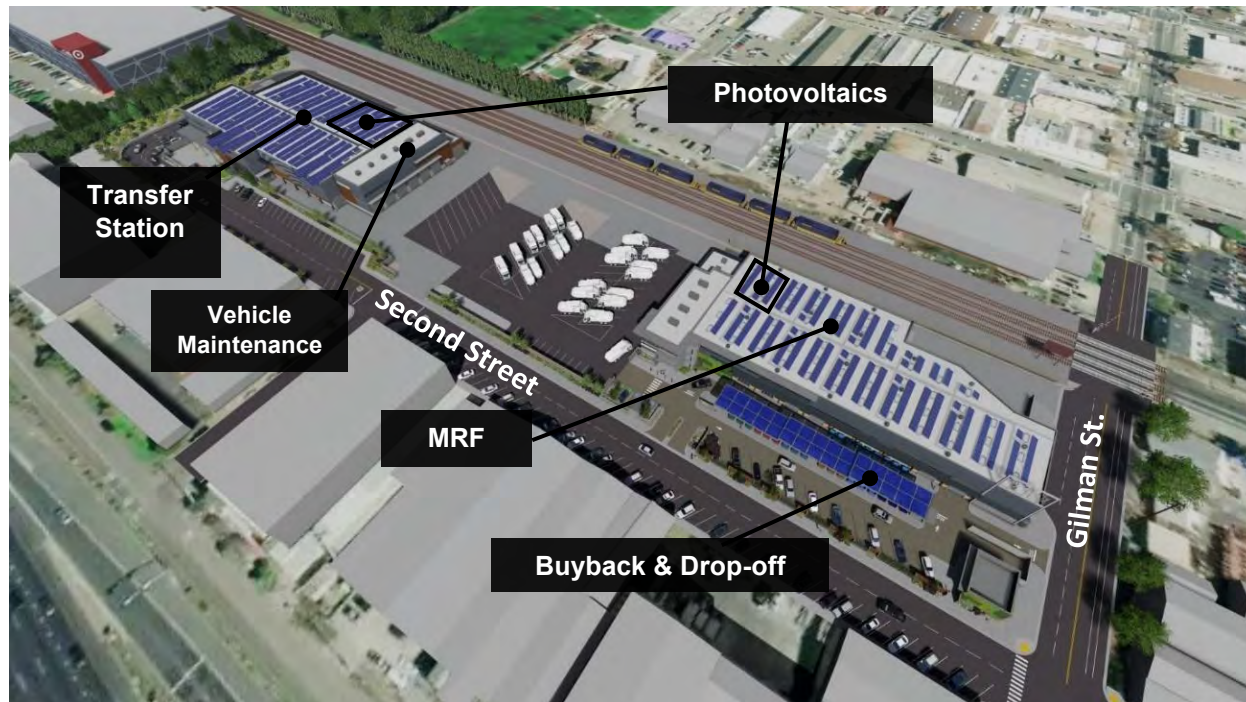 Photovoltaics
Transfer
Station
Vehicle
Maintenance
Second Street
MRF
Gilman St.
Buyback & Drop-off